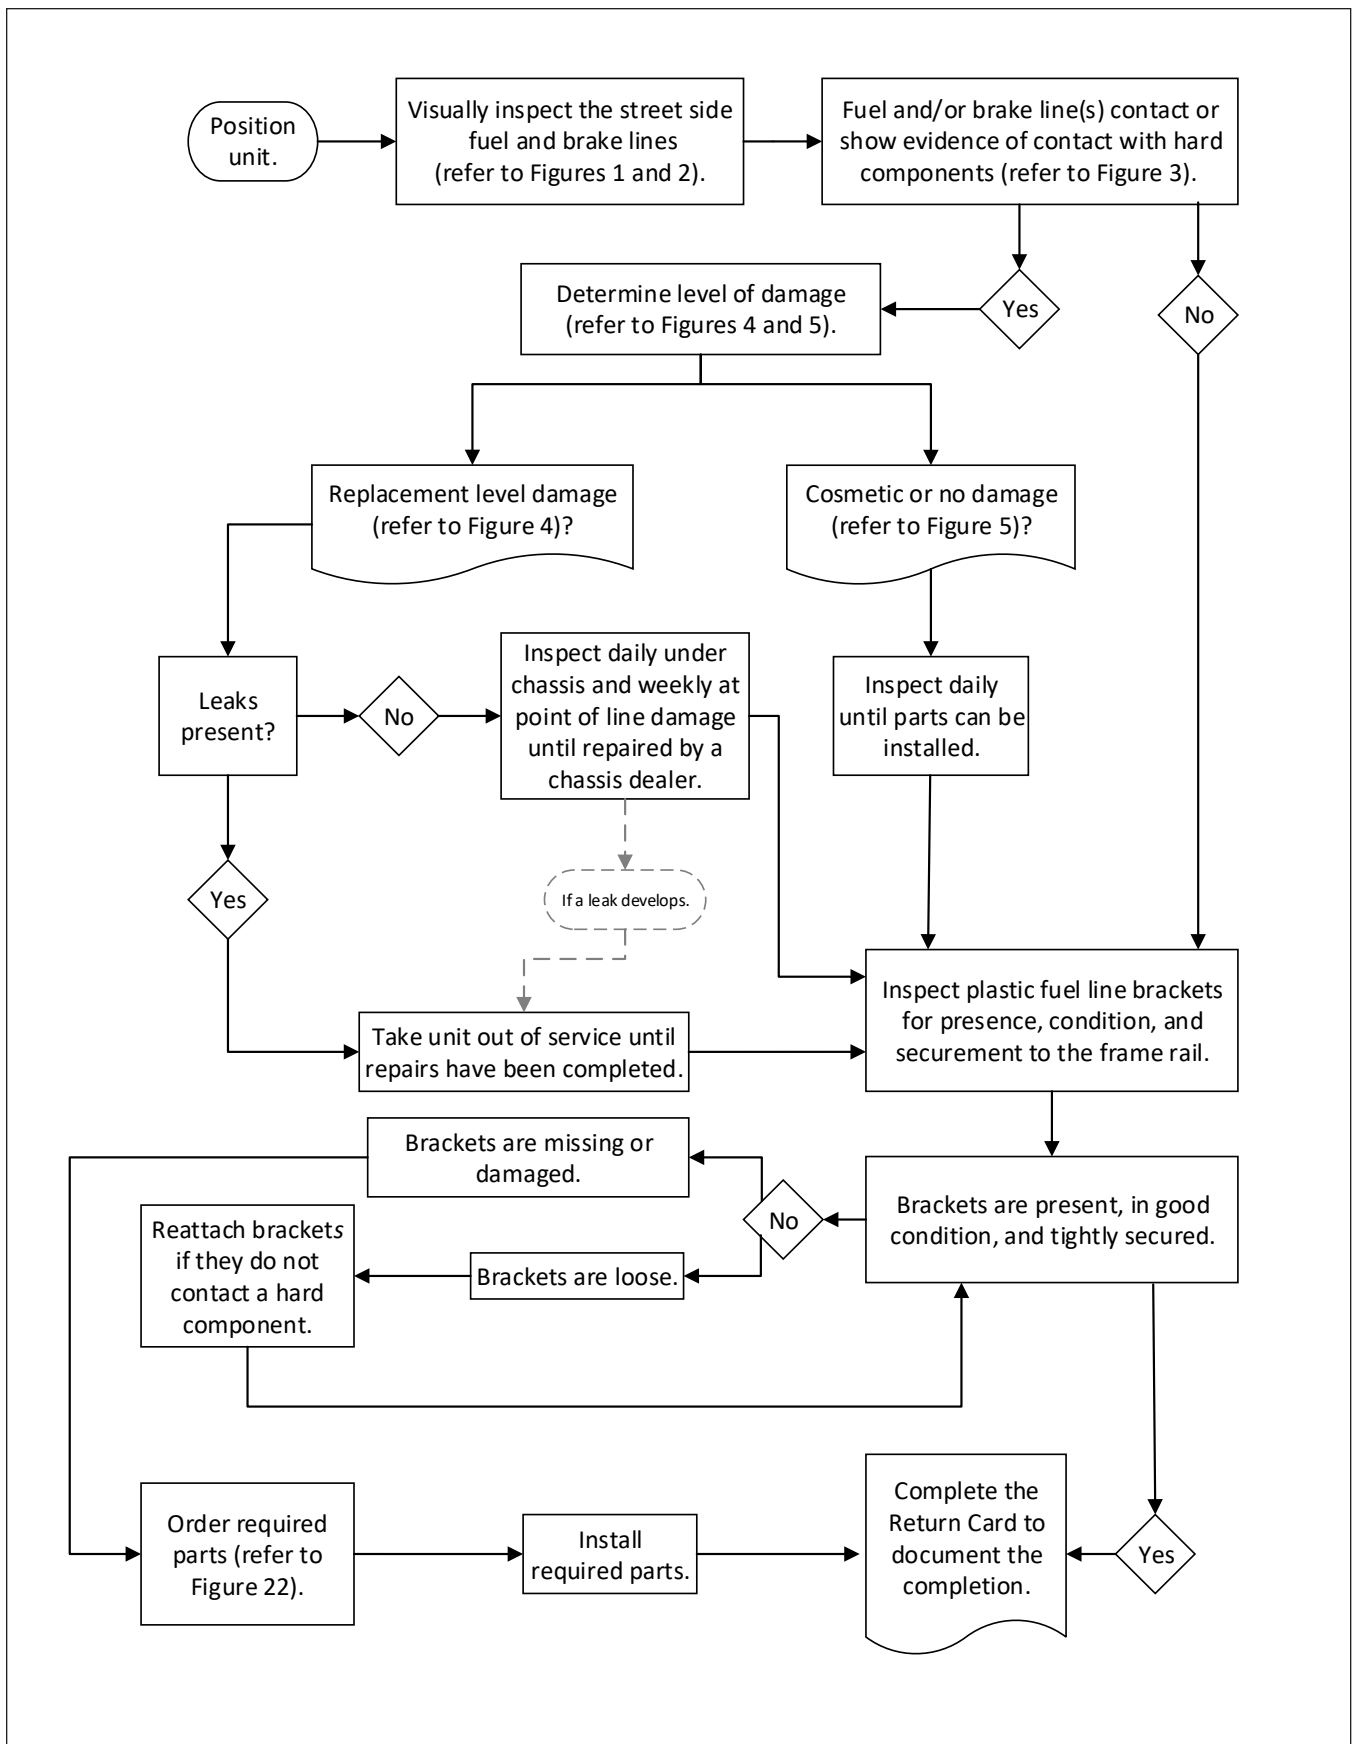 Position
unit.
Visually inspect the street side
fuel and brake lines
(refer to Figures 1 and 2).
Fuel and/or brake line(s) contact or
show evidence of contact with hard
components (refer to Figure 3).
Determine level of damage
(refer to Figures 4 and 5).
Yes
No
Replacement level damage
(refer to Figure 4)?
Cosmetic or no damage
(refer to Figure 5)?
Leaks
present?
No
Inspect daily under
chassis and weekly at
point of line damage
until repaired by a
chassis dealer.
Inspect daily
until parts can be
installed.
Yes
If a leak develops.
Take unit out of service until
repairs have been completed.
Inspect plastic fuel line brackets
for presence, condition, and
securement to the frame rail.
Brackets are missing or
damaged.
No
Brackets are present, in good
condition, and tightly secured.
Reattach brackets
if they do not
contact a hard
component.
Brackets are loose.
Order required
parts (refer to
Figure 22).
Install
required parts.
Complete the
Return Card to
document the
completion.
Yes